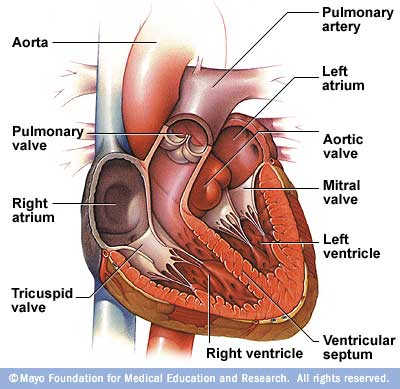 Aorta
Pulmonary
artery
Left
atrium
Pulmonary
valve
Aortic
valve
Mitral
valve
Right
atrium
Left
ventricle
Tricuspid
valve
Right ventricle
Ventricular
septum
© Mayo Foundation for Medical Education and Research. All rights reserved.